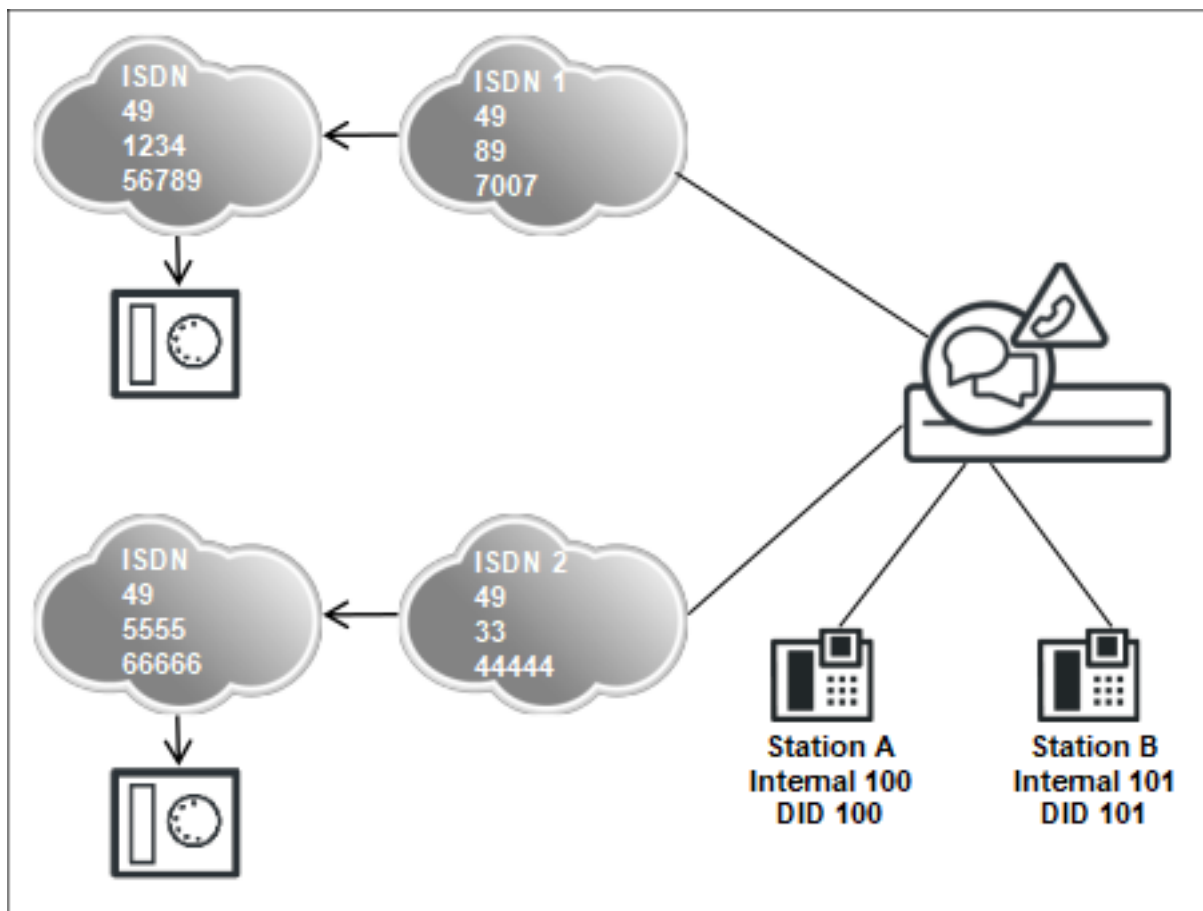 ISDN
49
1234
56789
ISDN 1
49
89
7007
ISDN
49
5555
66666
ISDN 2
49
33
44444
Station A
Internal 100
DID 100
Station B
Internal 101
DID 101